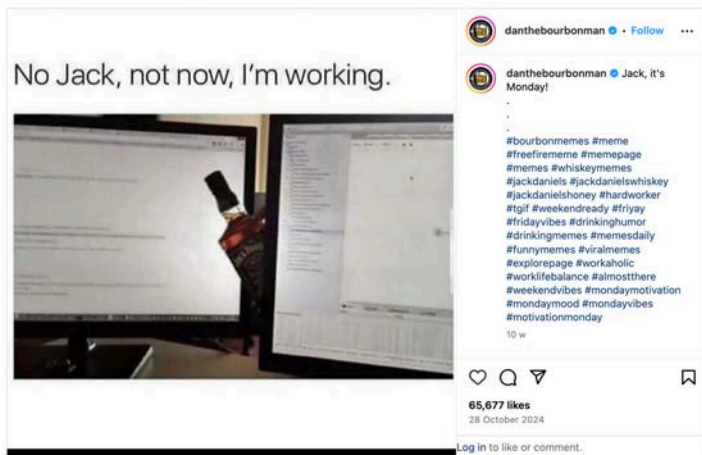 No Jack, not now, I'm working.
danthebourbonman • Follow
danthebourbonman Jack, it's
Monday!
.
.
.
#bourbonmemes #meme
#freefirememe #memepage
#memes #whiskeymemes
#jackdaniels #jackdanielswhiskey
#jackdanielshoney #hardworker
#tgif #weekendready #friyay
#fridayvibes #drinkinghumor
#drinkingmemes #memesdaily
#funnymemes #viralmemes
#explorepage #workaholic
#worklifebalance #almostthere
#weekendvibes #mondaymotivation
#mondaymood #mondayvibes
#motivationmonday
10 w
65,677 likes
28 October 2024
Log in to like or comment.